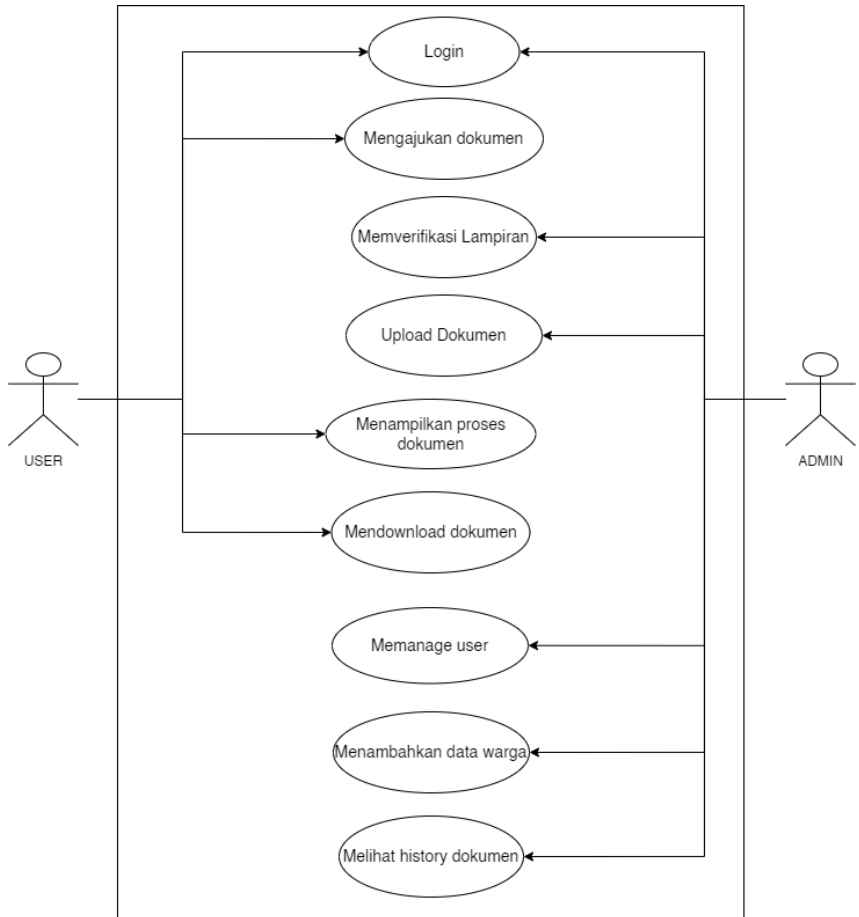 Login
Mengajukan dokumen
Memverifikasi Lampiran
Upload Dokumen
Menampilkan proses
dokumen
USER
ADMIN
Mendownload dokumen
Memanage user
Menambahkan data warga
Melihat history dokumen